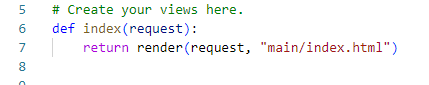 5 # Create your views here.
6 def index(request):
7     return render(request, "main/index.html")
8